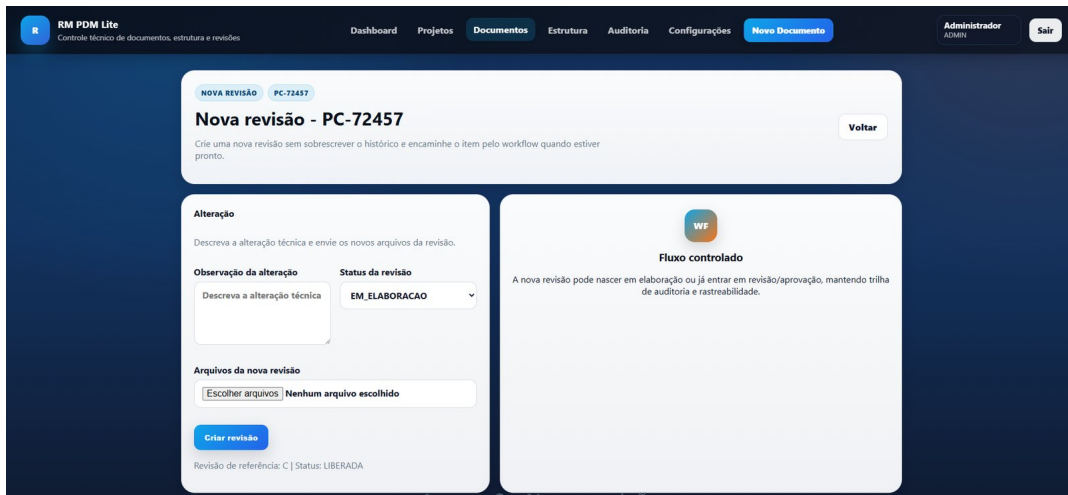 R
RM PDM Lite
Controle técnico de documentos, estrutura e revisões
Dashboard Projetos Documentos Estrutura Auditoria Configurações Novo Documento
Administrador
ADMIN
Sair
NOVA REVISÃO PC-72457
Nova revisão - PC-72457
Crie uma nova revisão sem sobrescrever o histórico e encaminhe o item pelo workflow quando estiver
pronto.
Voltar
Alteração
Descreva a alteração técnica e envie os novos arquivos da revisão.
Observação da alteração
Descreva a alteração técnica
Status da revisão
EM_ELABORACAO
Arquivos da nova revisão
Escolher arquivos Nenhum arquivo escolhido
Criar revisão
Revisão de referência: C | Status: LIBERADA
WF
Fluxo controlado
A nova revisão pode nascer em elaboração ou já entrar em revisão/aprovação, mantendo trilha
de auditoria e rastreabilidade.